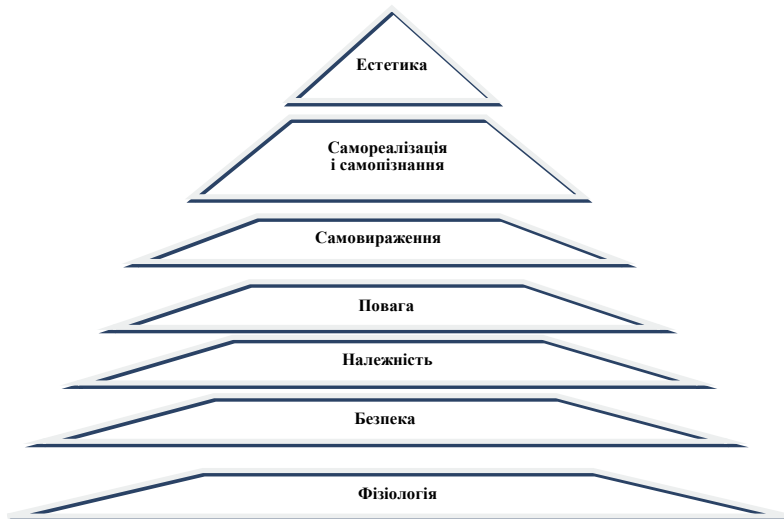 Естетика
Самореалізація
і самопізнання
Самовираження
Повага
Належність
Безпека
Фізіологія